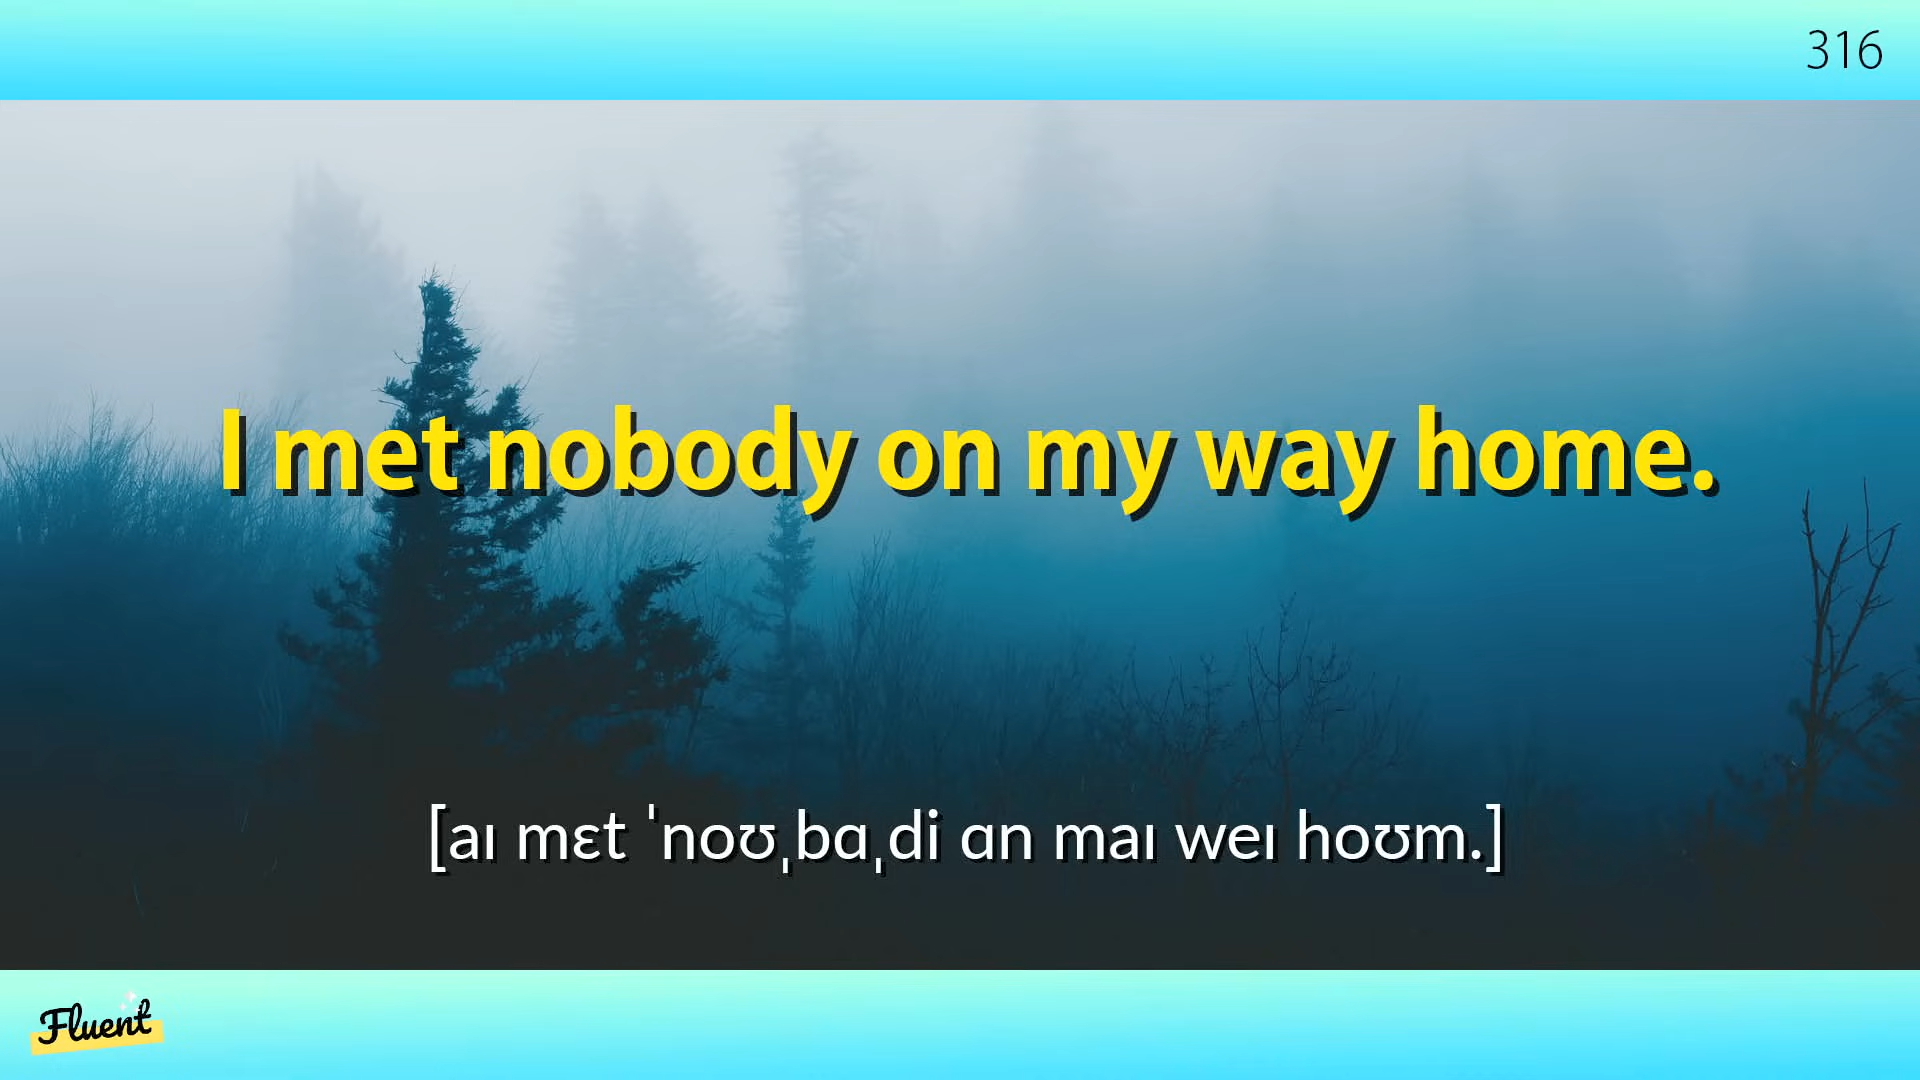 316
I met nobody on my way home.
[aɪ mɛt ˈnoʊˌbɑˌdi ɑn maɪ weɪ hoʊm.]
Fluent